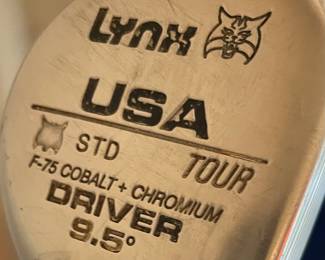 Lynx
USA
STD TOUR
F-75 COBALT + CHROMIUM
DRIVER
9.5°